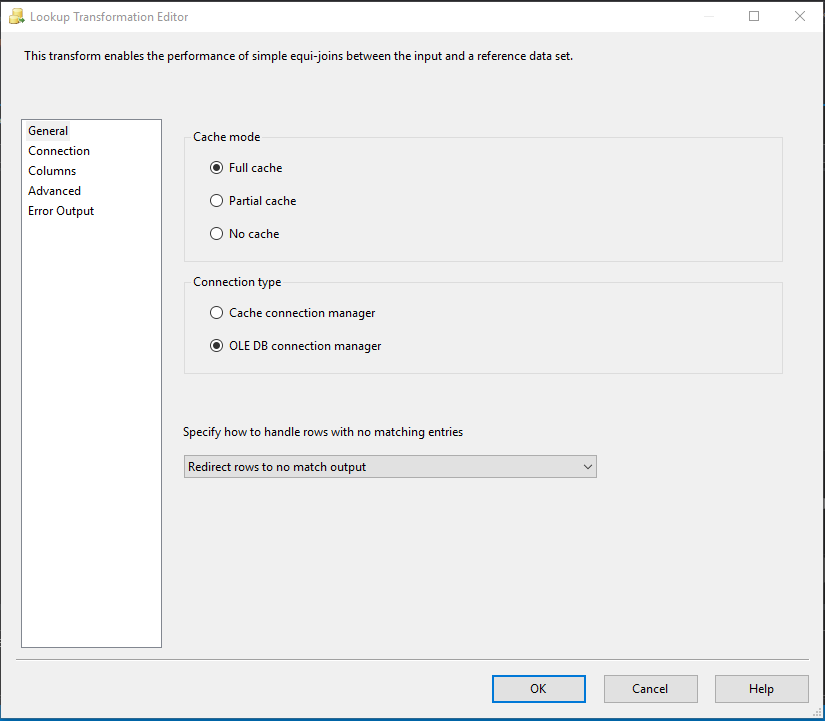 Lookup Transformation Editor
This transform enables the performance of simple equi-joins between the input and a reference data set.
General
Connection
Columns
Advanced
Error Output
Cache mode
Full cache
Partial cache
No cache
Connection type
Cache connection manager
OLE DB connection manager
Specify how to handle rows with no matching entries
Redirect rows to no match output
OK
Cancel
Help